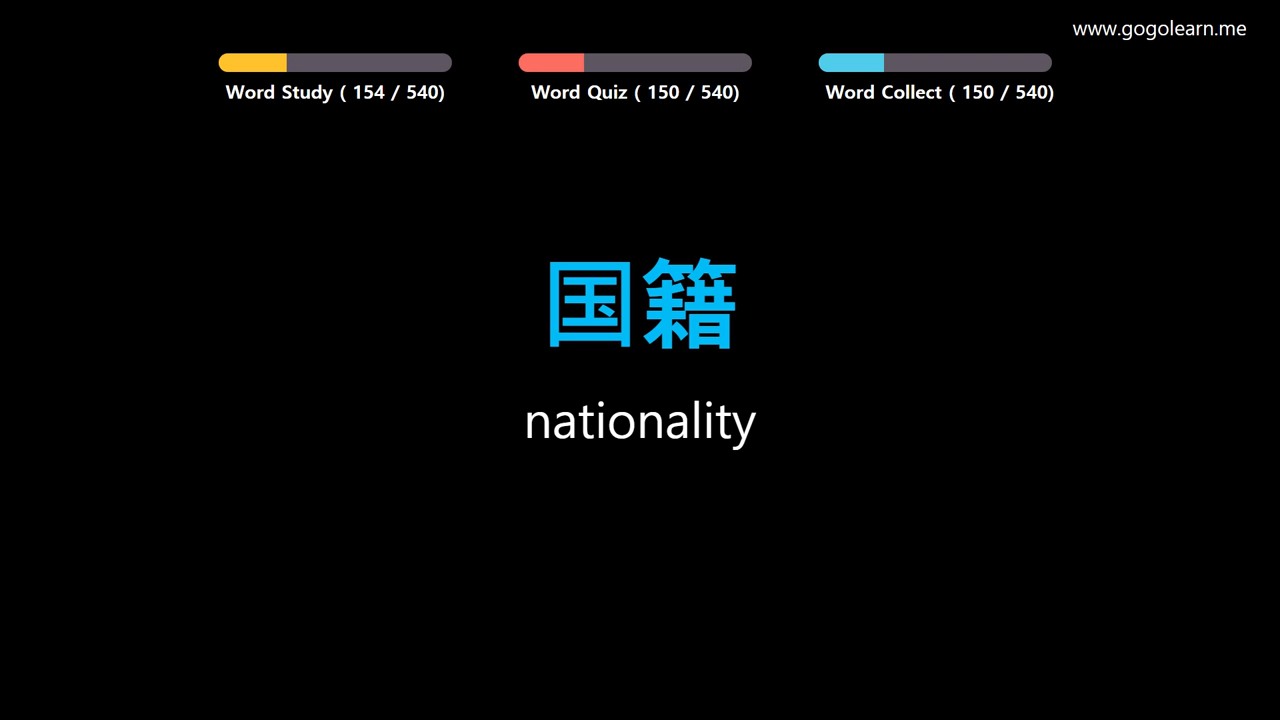 www.gogolearn.me
Word Study ( 154 / 540)
Word Quiz ( 150 / 540)
Word Collect ( 150 / 540)
国籍
nationality